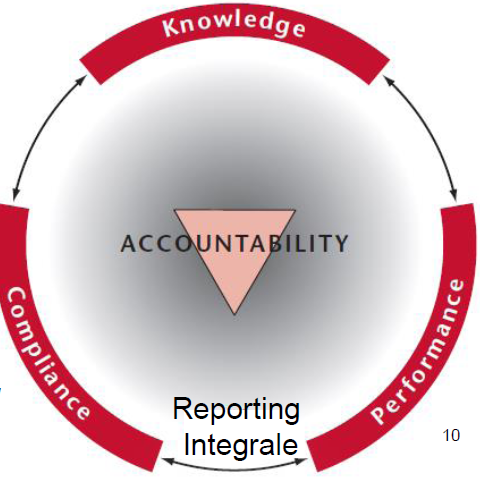 Knowledge
ACCOUNTABILITY
Compliance
Performance
Reporting
Integrale
10